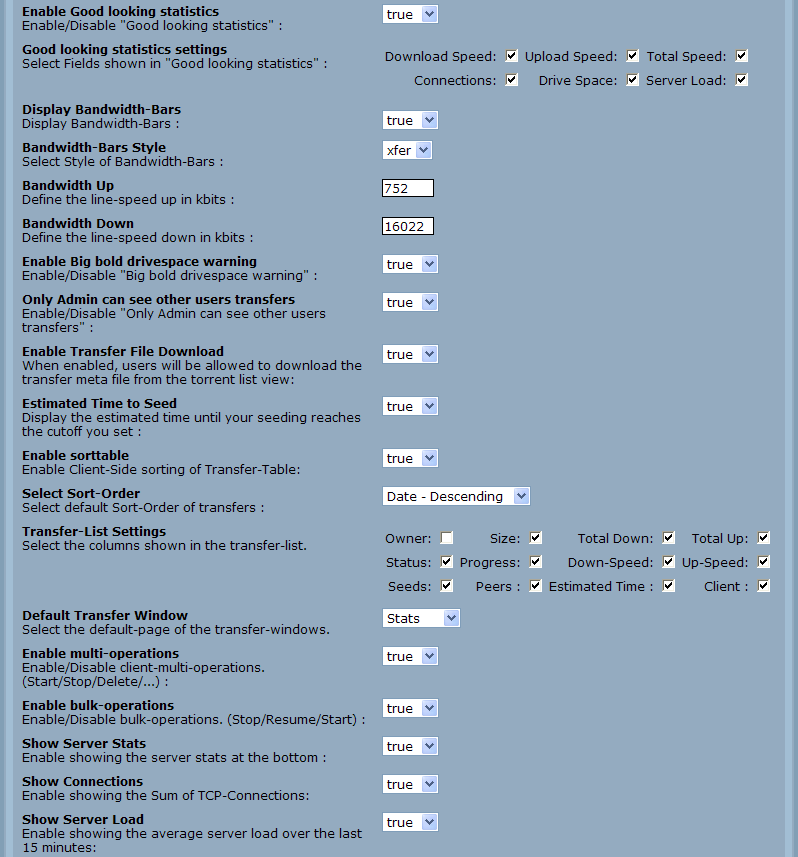 Enable Good looking statistics
Enable/Disable "Good looking statistics" :
true
Good looking statistics settings
Select Fields shown in "Good looking statistics" :
Download Speed: Upload Speed: Total Speed:
Connections: Drive Space: Server Load:
Display Bandwidth-Bars
Display Bandwidth-Bars :
true
Bandwidth-Bars Style
Select Style of Bandwidth-Bars :
xfer
Bandwidth Up
Define the line-speed up in kbits :
752
Bandwidth Down
Define the line-speed down in kbits :
16022
Enable Big bold drivespace warning
Enable/Disable "Big bold drivespace warning" :
true
Only Admin can see other users transfers
Enable/Disable "Only Admin can see other users
transfers" :
true
Enable Transfer File Download
When enabled, users will be allowed to download the
transfer meta file from the torrent list view:
true
Estimated Time to Seed
Display the estimated time until your seeding reaches
the cutoff you set :
true
Enable sorttable
Enable Client-Side sorting of Transfer-Table:
true
Select Sort-Order
Select default Sort-Order of transfers :
Date - Descending
Transfer-List Settings
Select the columns shown in the transfer-list.
Owner: Size: Total Down: Total Up:
Status: Progress: Down-Speed: Up-Speed:
Seeds: Peers : Estimated Time : Client :
Default Transfer Window
Select the default-page of the transfer-windows.
Stats
Enable multi-operations
Enable/Disable client-multi-operations.
(Start/Stop/Delete/...) :
true
Enable bulk-operations
Enable/Disable bulk-operations. (Stop/Resume/Start) :
true
Show Server Stats
Enable showing the server stats at the bottom :
true
Show Connections
Enable showing the Sum of TCP-Connections:
true
Show Server Load
Enable showing the average server load over the last
15 minutes:
true